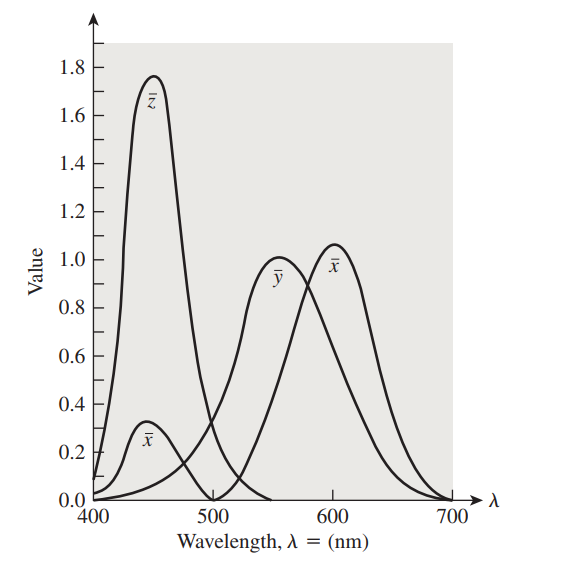 1.8
z̄
1.6
1.4
1.2
1.0
ȳ
x̄
Value
0.8
0.6
0.4
x̄
0.2
0.0
400
500
600
700
λ
Wavelength, λ = (nm)